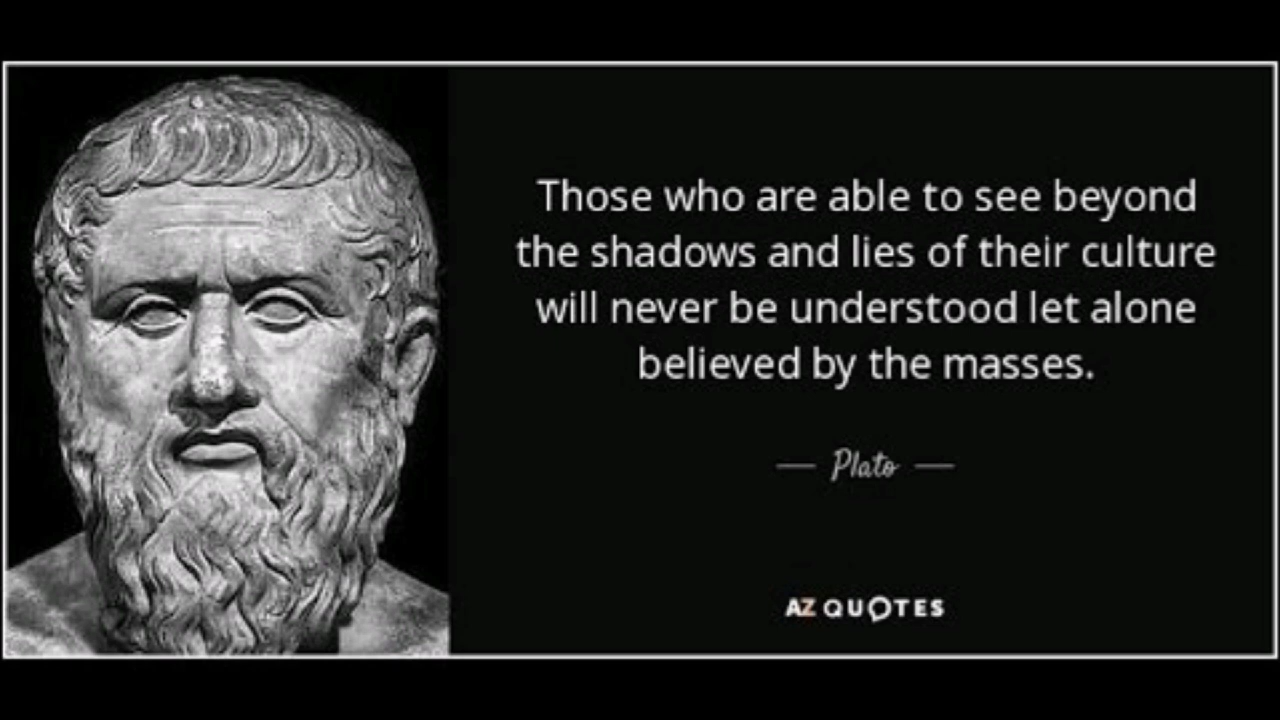 Those who are able to see beyond
the shadows and lies of their culture
will never be understood let alone
believed by the masses.
— Plato —
AZ QUOTES